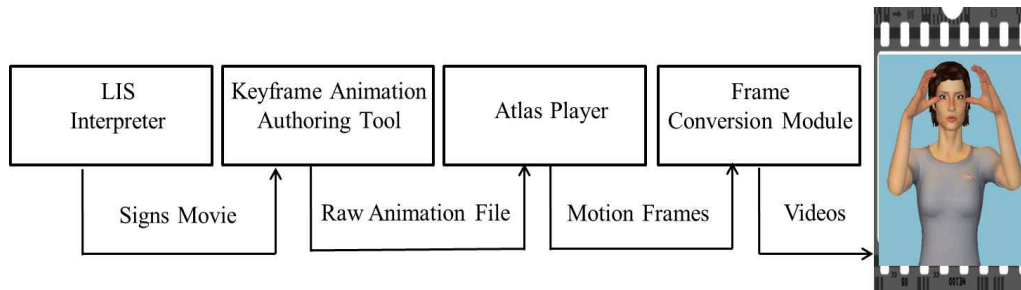 LIS
Interpreter
Keyframe Animation
Authoring Tool
Atlas Player
Frame
Conversion Module
Signs Movie
Raw Animation File
Motion Frames
Videos